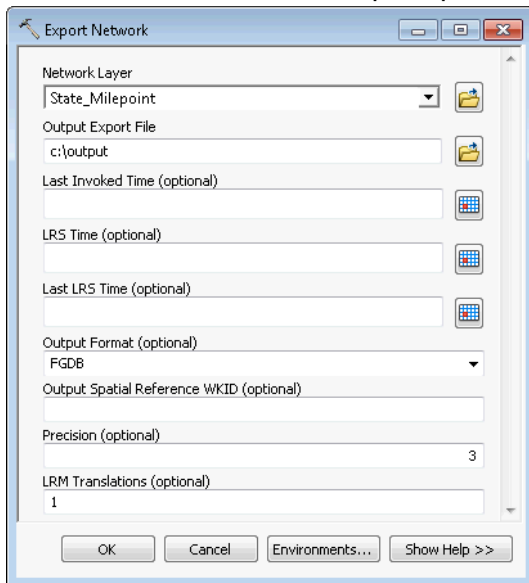 Export Network
Network Layer
State_Milepoint
Output Export File
c:\output
Last Invoked Time (optional)
LRS Time (optional)
Last LRS Time (optional)
Output Format (optional)
FGDB
Output Spatial Reference WKID (optional)
Precision (optional)
3
LRM Translations (optional)
1
OK Cancel Environments... Show Help >>